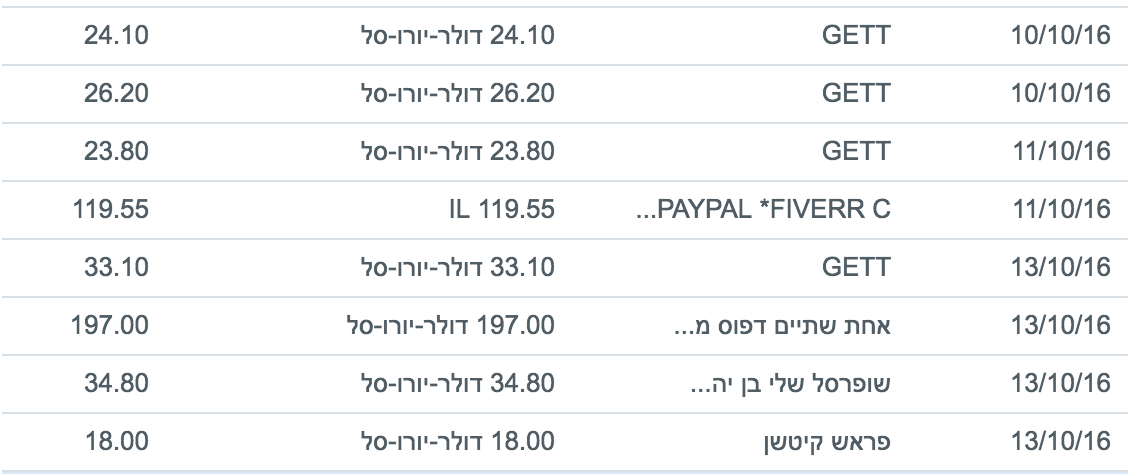 10/10/16 GETT 24.10 דולר-יורו-סל 24.10
10/10/16 GETT 26.20 דולר-יורו-סל 26.20
11/10/16 GETT 23.80 דולר-יורו-סל 23.80
11/10/16 PAYPAL *FIVERR C... IL 119.55 119.55
13/10/16 GETT 33.10 דולר-יורו-סל 33.10
13/10/16 אחת שתיים דפוס מ... 197.00 דולר-יורו-סל 197.00
13/10/16 שופרסל שלי בן יה... 34.80 דולר-יורו-סל 34.80
13/10/16 פראש קיטשן 18.00 דולר-יורו-סל 18.00